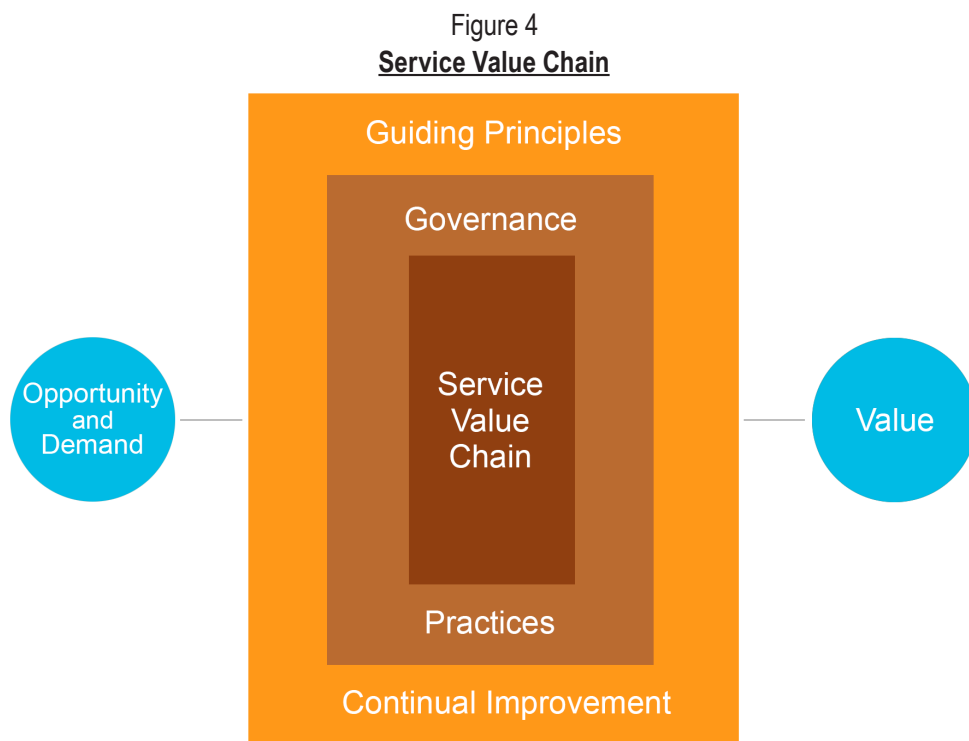 Figure 4
Service Value Chain
Guiding Principles
Governance
Opportunity
and
Demand
Service
Value
Chain
Value
Practices
Continual Improvement